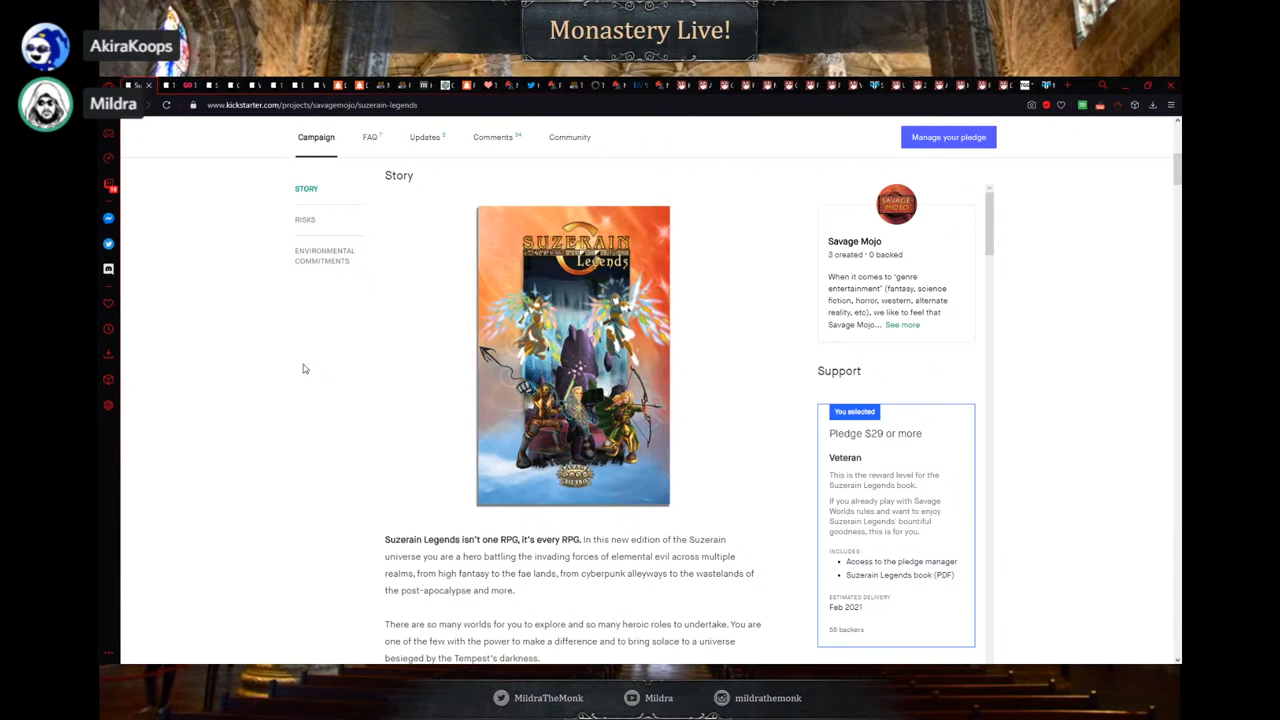 Monastery Live!
AkiraKoops
Mildra
www.kickstarter.com/projects/savagemojo/suzerain-legends
Campaign
FAQ 7
Updates 2
Comments 34
Community
Manage your pledge
STORY
RISKS
ENVIRONMENTAL
COMMITMENTS
Story
SUZERAIN
Legends
SAVAGE
WORLDS
Suzerain Legends isn't one RPG, it's every RPG. In this new edition of the Suzerain
universe you are a hero battling the invading forces of elemental evil across multiple
realms, from high fantasy to the fae lands, from cyberpunk alleyways to the wastelands of
the post-apocalypse and more.
There are so many worlds for you to explore and so many heroic roles to undertake. You are
one of the few with the power to make a difference and to bring solace to a universe
besieged by the Tempest's darkness.
SAVAGE
MOJO
Savage Mojo
3 created · 0 backed
When it comes to 'genre
entertainment' (fantasy, science
fiction, horror, western, alternate
reality, etc), we like to feel that
Savage Mojo... See more
Support
You selected
Pledge $29 or more
Veteran
This is the reward level for the
Suzerain Legends book.
If you already play with Savage
Worlds rules and want to enjoy
Suzerain Legends' bountiful
goodness, this is for you.
INCLUDES:
• Access to the pledge manager
• Suzerain Legends book (PDF)
ESTIMATED DELIVERY
Feb 2021
55 backers
MildraTheMonk
Mildra
mildrathemonk